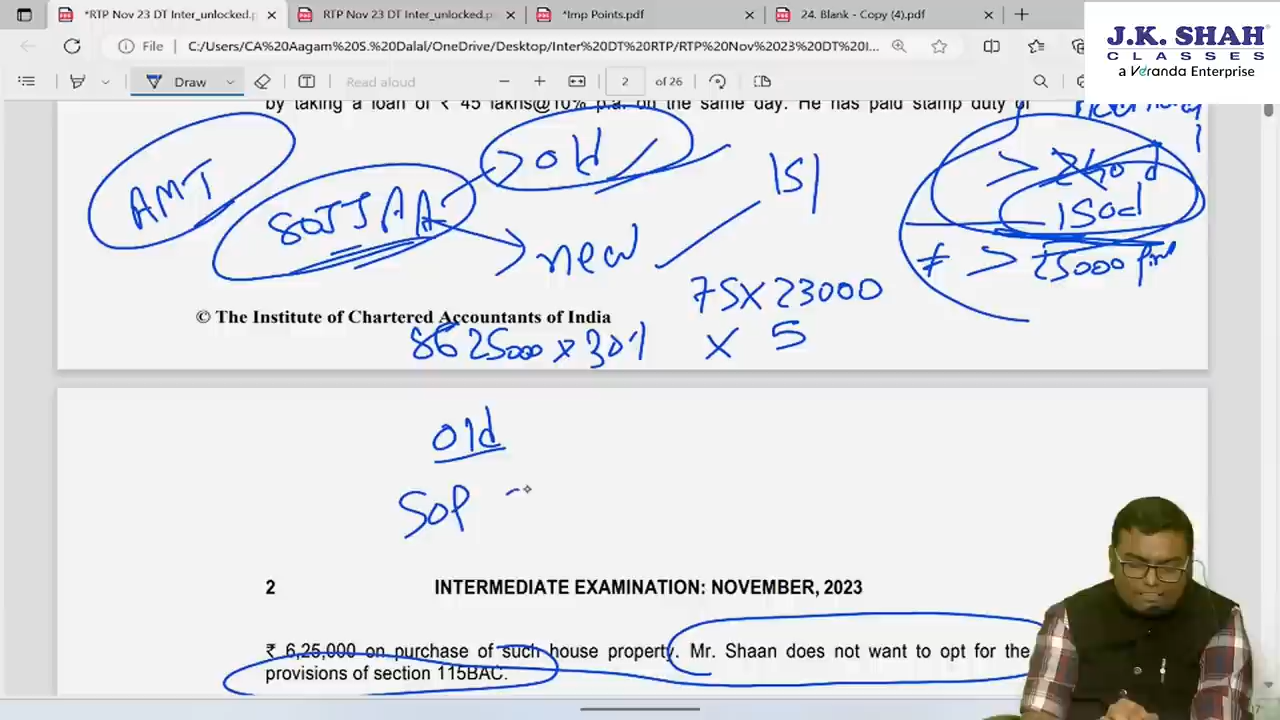 *RTP Nov 23 DT Inter_unlocked.p
RTP Nov 23 DT Inter_unlocked.p
*Imp Points.pdf
24. Blank - Copy (4).pdf
J.K. SHAH
CLASSES
a Veranda Enterprise
File
C:/Users/CA%20Aagam%20S.%20Dalal/OneDrive/Desktop/Inter%20DT%20RTP/RTP%20Nov%202023%20DT%20I...
Draw
Read aloud
2
of 26
by taking a loan of ₹ 45 lakhs@10% p.a. on the same day. He has paid stamp duty of
AMT
80JJAA
> old
new
151
> 240d
150d
≠ > 25000
75 x 23000
x 5
© The Institute of Chartered Accountants of India
8625000 x 30%
old
SOP
2
INTERMEDIATE EXAMINATION: NOVEMBER, 2023
₹ 6,25,000 on purchase of such house property. Mr. Shaan does not want to opt for the
provisions of section 115BAC.